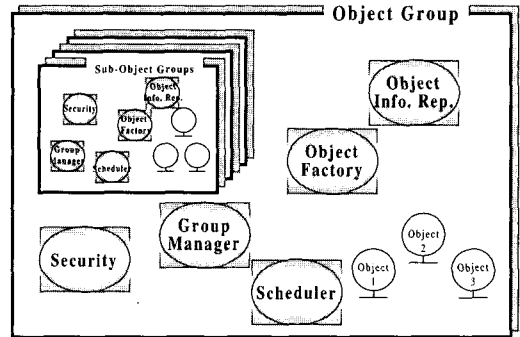 Object Group
Sub-Object Groups
Object
Info. Rep.
Security
Object
Factory
Group
Manager
Scheduler
Object
Info. Rep.
Object
Factory
Group
Manager
Security
Scheduler
Object
1
Object
2
Object
3